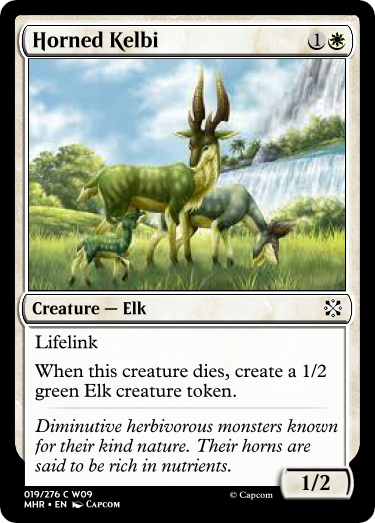 Horned Kelbi 1
Creature — Elk
Lifelink
When this creature dies, create a 1/2
green Elk creature token.
Diminutive herbivorous monsters known
for their kind nature. Their horns are
said to be rich in nutrients.
1/2
019/276 C W09
MHR • EN Capcom
© Capcom